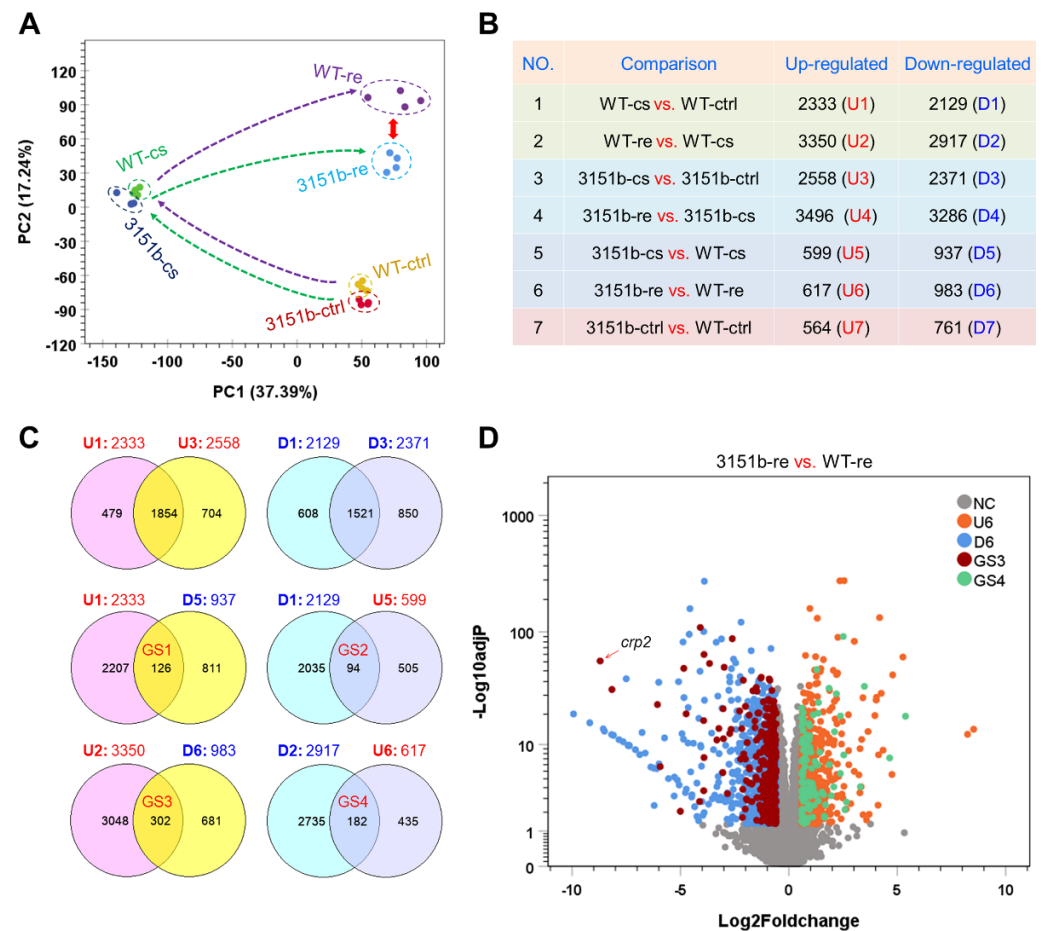 A
120
90
60
30
0
-30
-60
-90
-120
PC2 (17.24%)
-150
-100
-50
0
50
100
PC1 (37.39%)
WT-re
WT-cs
3151b-re
3151b-cs
WT-ctrl
3151b-ctrl
B
NO. Comparison Up-regulated Down-regulated
1 WT-cs vs. WT-ctrl 2333 (U1) 2129 (D1)
2 WT-re vs. WT-cs 3350 (U2) 2917 (D2)
3 3151b-cs vs. 3151b-ctrl 2558 (U3) 2371 (D3)
4 3151b-re vs. 3151b-cs 3496 (U4) 3286 (D4)
5 3151b-cs vs. WT-cs 599 (U5) 937 (D5)
6 3151b-re vs. WT-re 617 (U6) 983 (D6)
7 3151b-ctrl vs. WT-ctrl 564 (U7) 761 (D7)
C
U1: 2333 U3: 2558
479 1854 704
D1: 2129 D3: 2371
608 1521 850
U1: 2333 D5: 937
GS1
2207 126 811
D1: 2129 U5: 599
GS2
2035 94 505
U2: 3350 D6: 983
GS3
3048 302 681
D2: 2917 U6: 617
GS4
2735 182 435
D
3151b-re vs. WT-re
NC
U6
D6
GS3
GS4
crp2
1000
100
10
1
0
-Log10adjP
-10
-5
0
5
10
Log2Foldchange